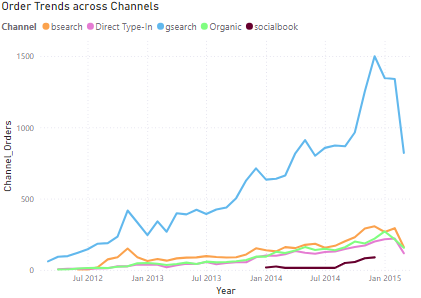 Order Trends across Channels
Channel bsearch Direct Type-In gsearch Organic socialbook
Channel_Orders
1500
1000
500
0
Jul 2012 Jan 2013 Jul 2013 Jan 2014 Jul 2014 Jan 2015
Year